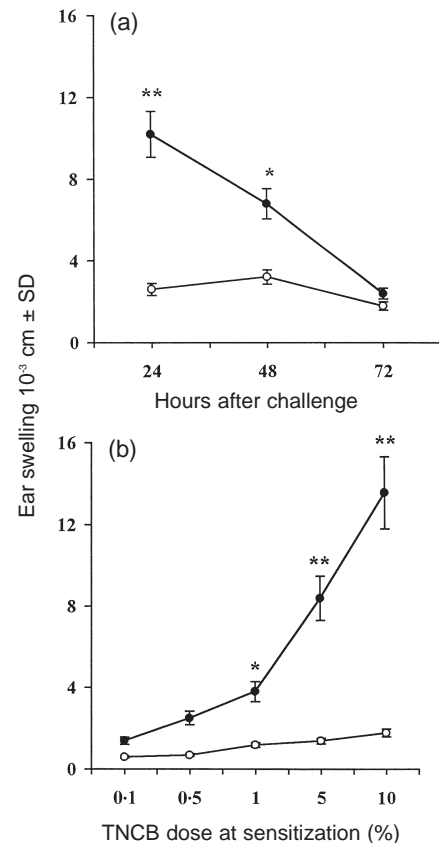 (a)
16
12
8
4
0
**
*
24 48 72
Hours after challenge
Ear swelling 10⁻³ cm ± SD
(b)
16
12
8
4
0
*
**
**
0·1 0·5 1 5 10
TNCB dose at sensitization (%)